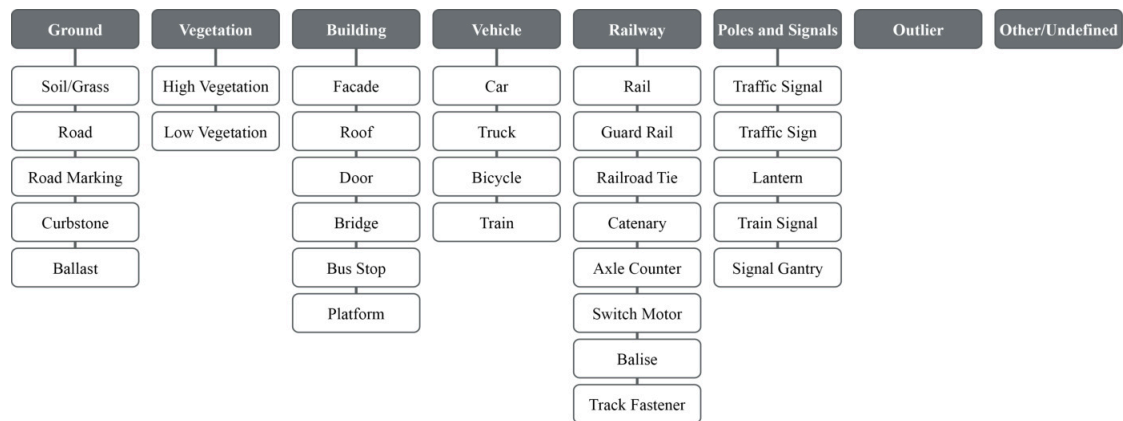 Ground
Soil/Grass
Road
Road Marking
Curbstone
Ballast
Vegetation
High Vegetation
Low Vegetation
Building
Facade
Roof
Door
Bridge
Bus Stop
Platform
Vehicle
Car
Truck
Bicycle
Train
Railway
Rail
Guard Rail
Railroad Tie
Catenary
Axle Counter
Switch Motor
Balise
Track Fastener
Poles and Signals
Traffic Signal
Traffic Sign
Lantern
Train Signal
Signal Gantry
Outlier
Other/Undefined